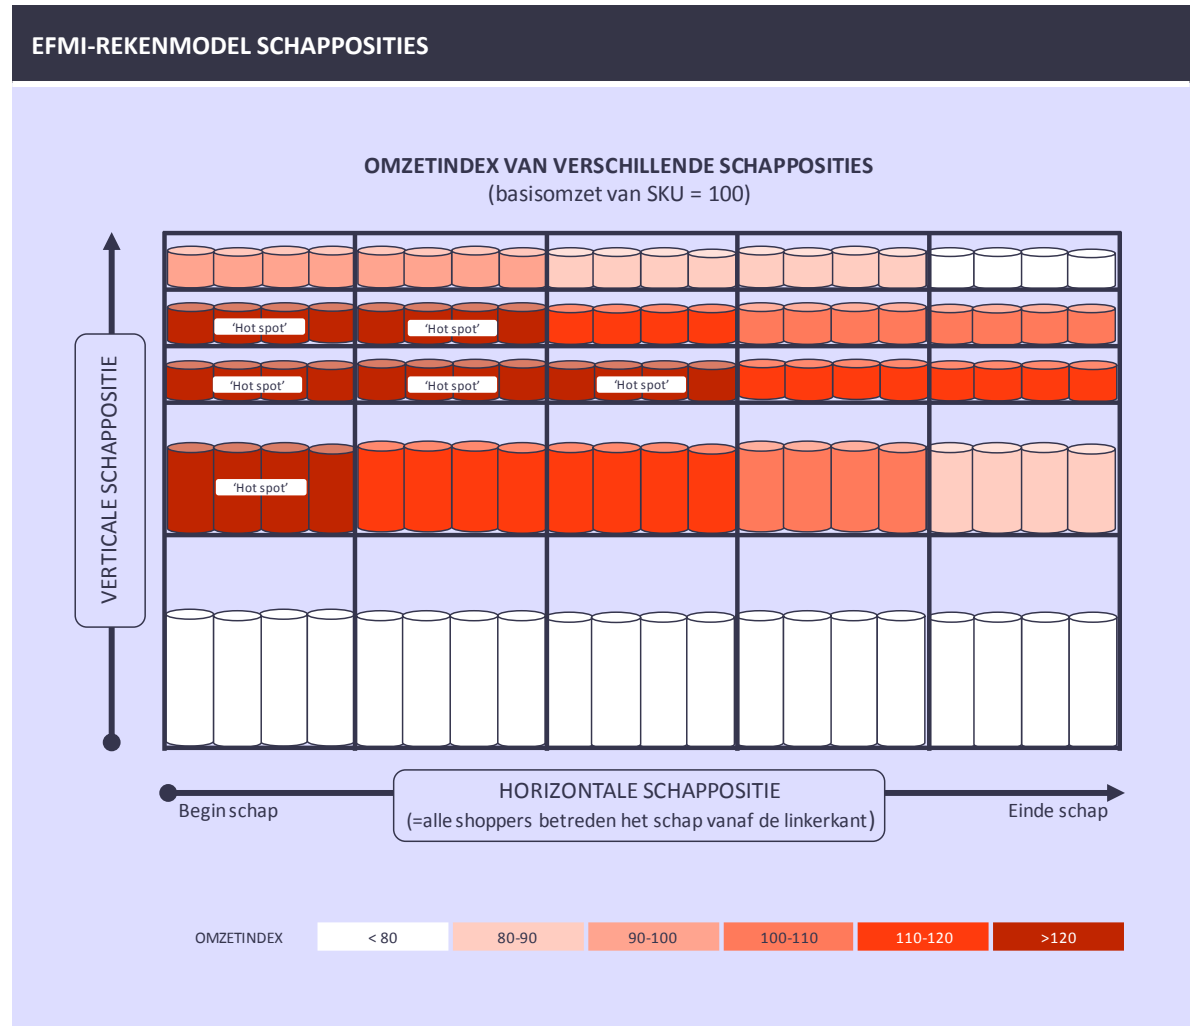 EFMI-REKENMODEL SCHAPPOSITIES
OMZETINDEX VAN VERSCHILLENDE SCHAPPOSITIES
(basisomzet van SKU = 100)
VERTICALE SCHAPPOSITIE
'Hot spot'
'Hot spot'
'Hot spot'
'Hot spot'
'Hot spot'
'Hot spot'
HORIZONTALE SCHAPPOSITIE
(=alle shoppers betreden het schap vanaf de linkerkant)
Begin schap
Einde schap
OMZETINDEX
< 80
80-90
90-100
100-110
110-120
>120